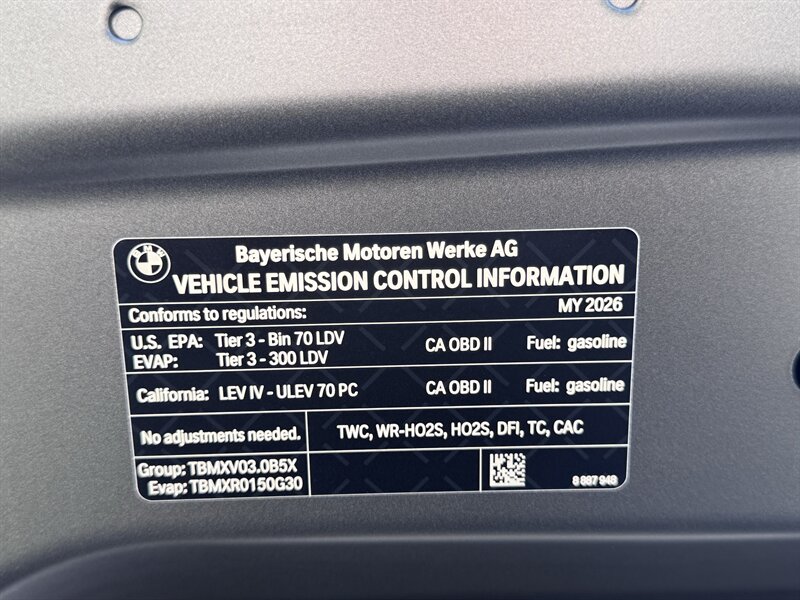 BMW
Bayerische Motoren Werke AG
VEHICLE EMISSION CONTROL INFORMATION
Conforms to regulations: MY 2026
U.S. EPA: Tier 3 - Bin 70 LDV CA OBD II Fuel: gasoline
EVAP: Tier 3 - 300 LDV
California: LEV IV - ULEV 70 PC CA OBD II Fuel: gasoline
No adjustments needed. TWC, WR-HO2S, HO2S, DFI, TC, CAC
Group: TBMXV03.0B5X
Evap: TBMXR0150G30
8 887 948